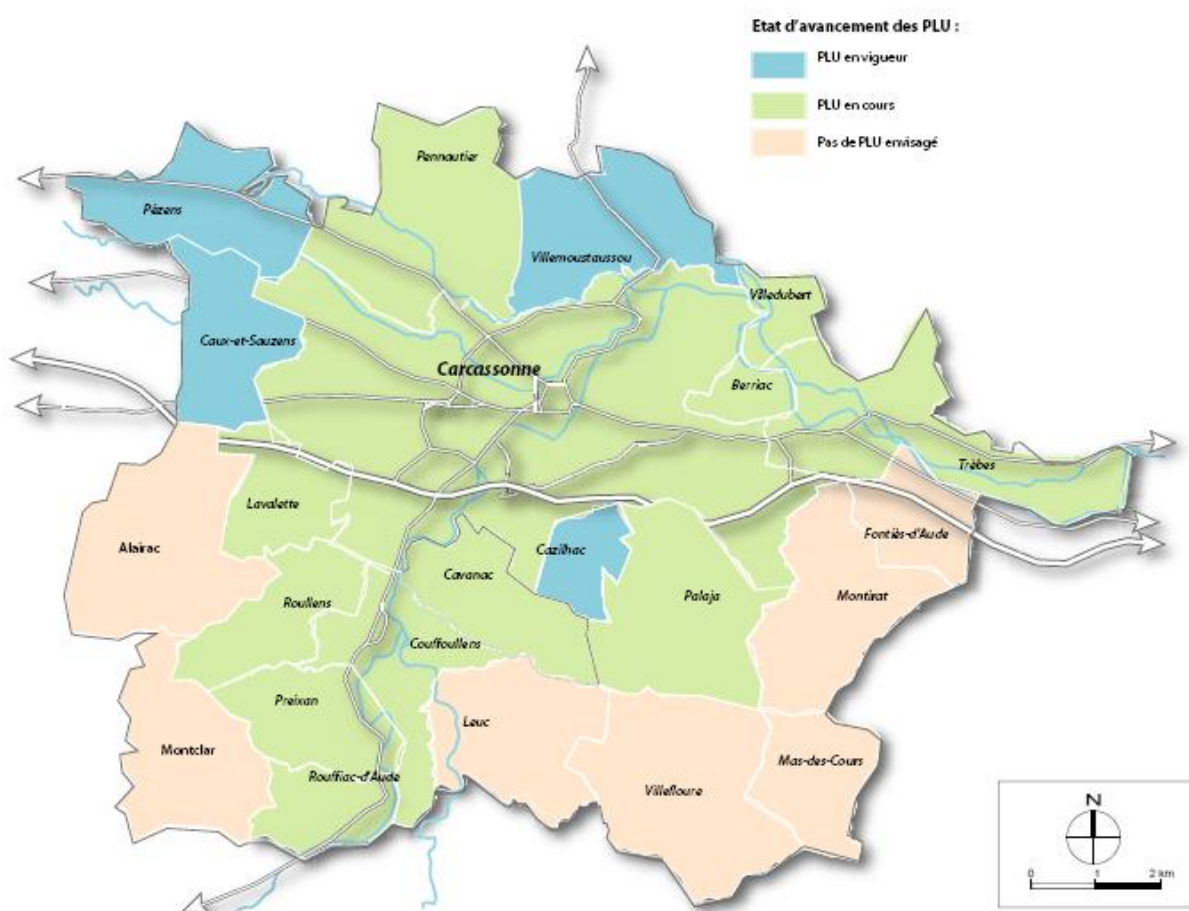 Etat d'avancement des PLU :
PLU en vigueur
PLU en cours
Pas de PLU envisagé
Pennautier
Pézens
Villemoustaussou
Villedubert
Caux-et-Sauzens
Carcassonne
Berriac
Trèbes
Lavalette
Alairac
Cazilhac
Fontiès-d'Aude
Cavanac
Palaja
Montirat
Roullens
Couffoullens
Preixan
Leuc
Montclar
Rouffiac-d'Aude
Mas-des-Cours
Villefloure
N
0 1 2 km